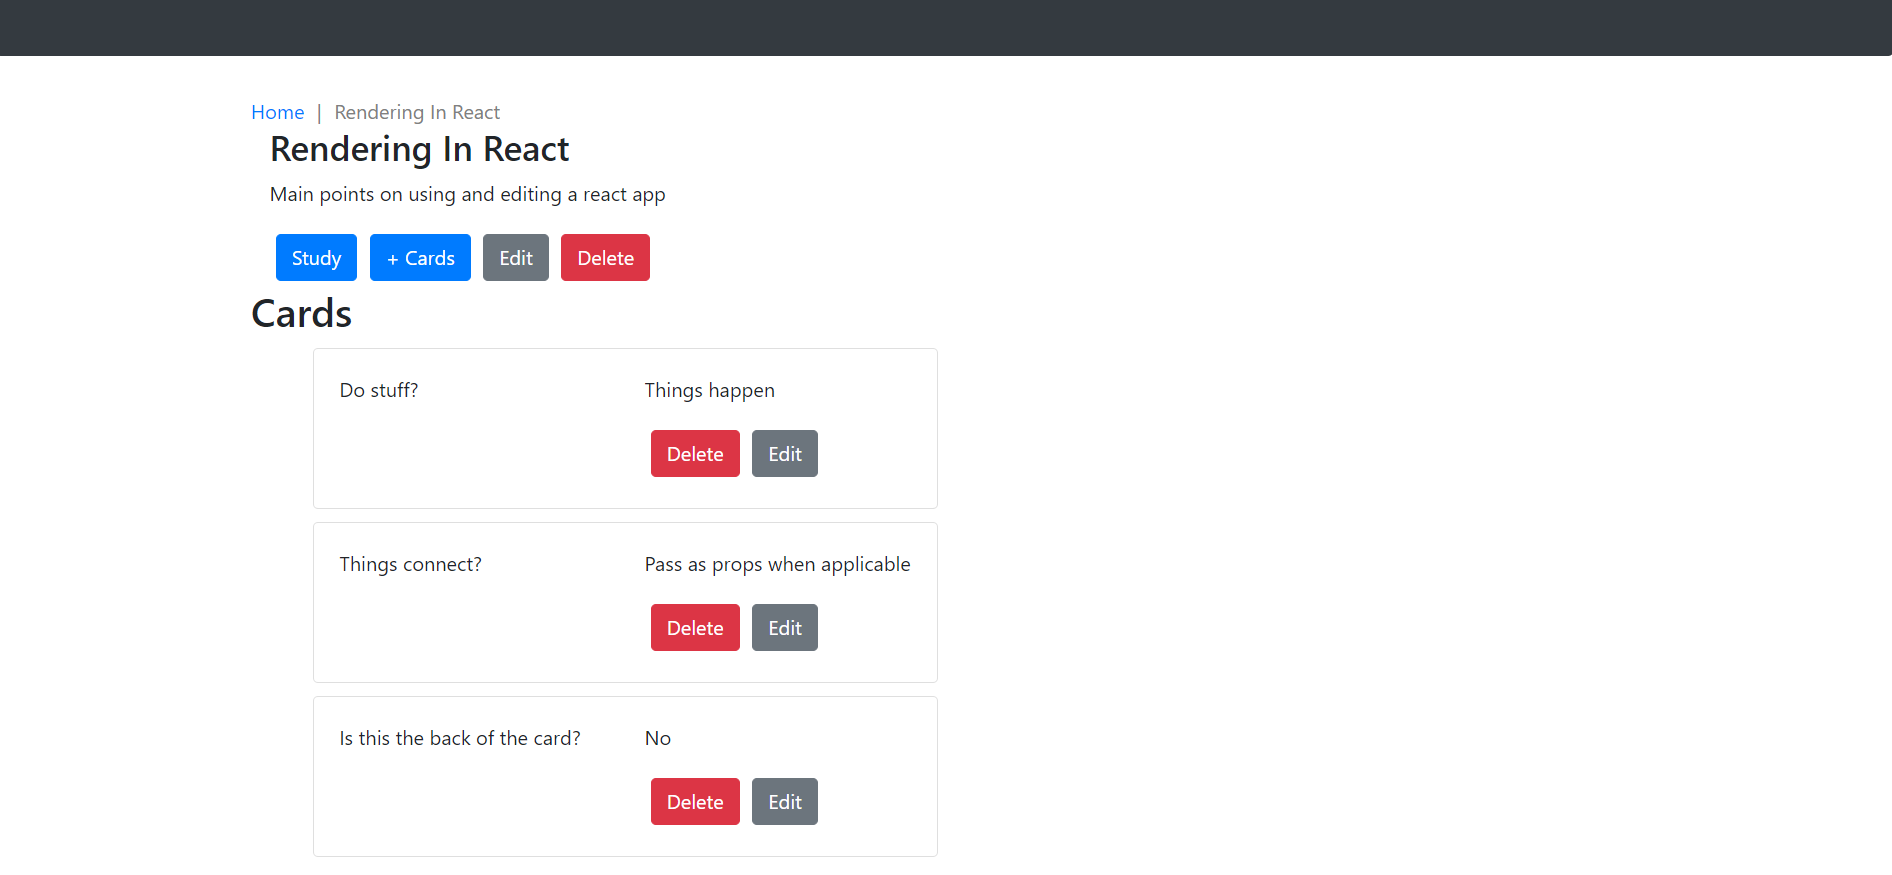 Home | Rendering In React
Rendering In React
Main points on using and editing a react app
Study + Cards Edit Delete
Cards
Do stuff? Things happen
Delete Edit
Things connect? Pass as props when applicable
Delete Edit
Is this the back of the card? No
Delete Edit